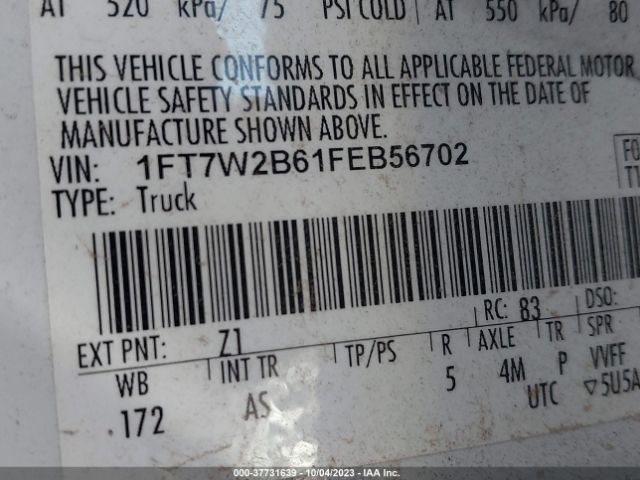 AT 520 kPa/ 75 PSI COLD AT 550 kPa/ 80
THIS VEHICLE CONFORMS TO ALL APPLICABLE FEDERAL MOTOR
VEHICLE SAFETY STANDARDS IN EFFECT ON THE DATE OF
MANUFACTURE SHOWN ABOVE.
VIN: 1FT7W2B61FEB56702
TYPE: Truck
FO
T1
RC: 83 DSO:
EXT PNT: Z1
WB INT TR TP/PS R AXLE TR SPR
172 AS 5 4M P VVFF
UTC ▽5U5A
000-37731639 - 10/04/2023 - IAA Inc.